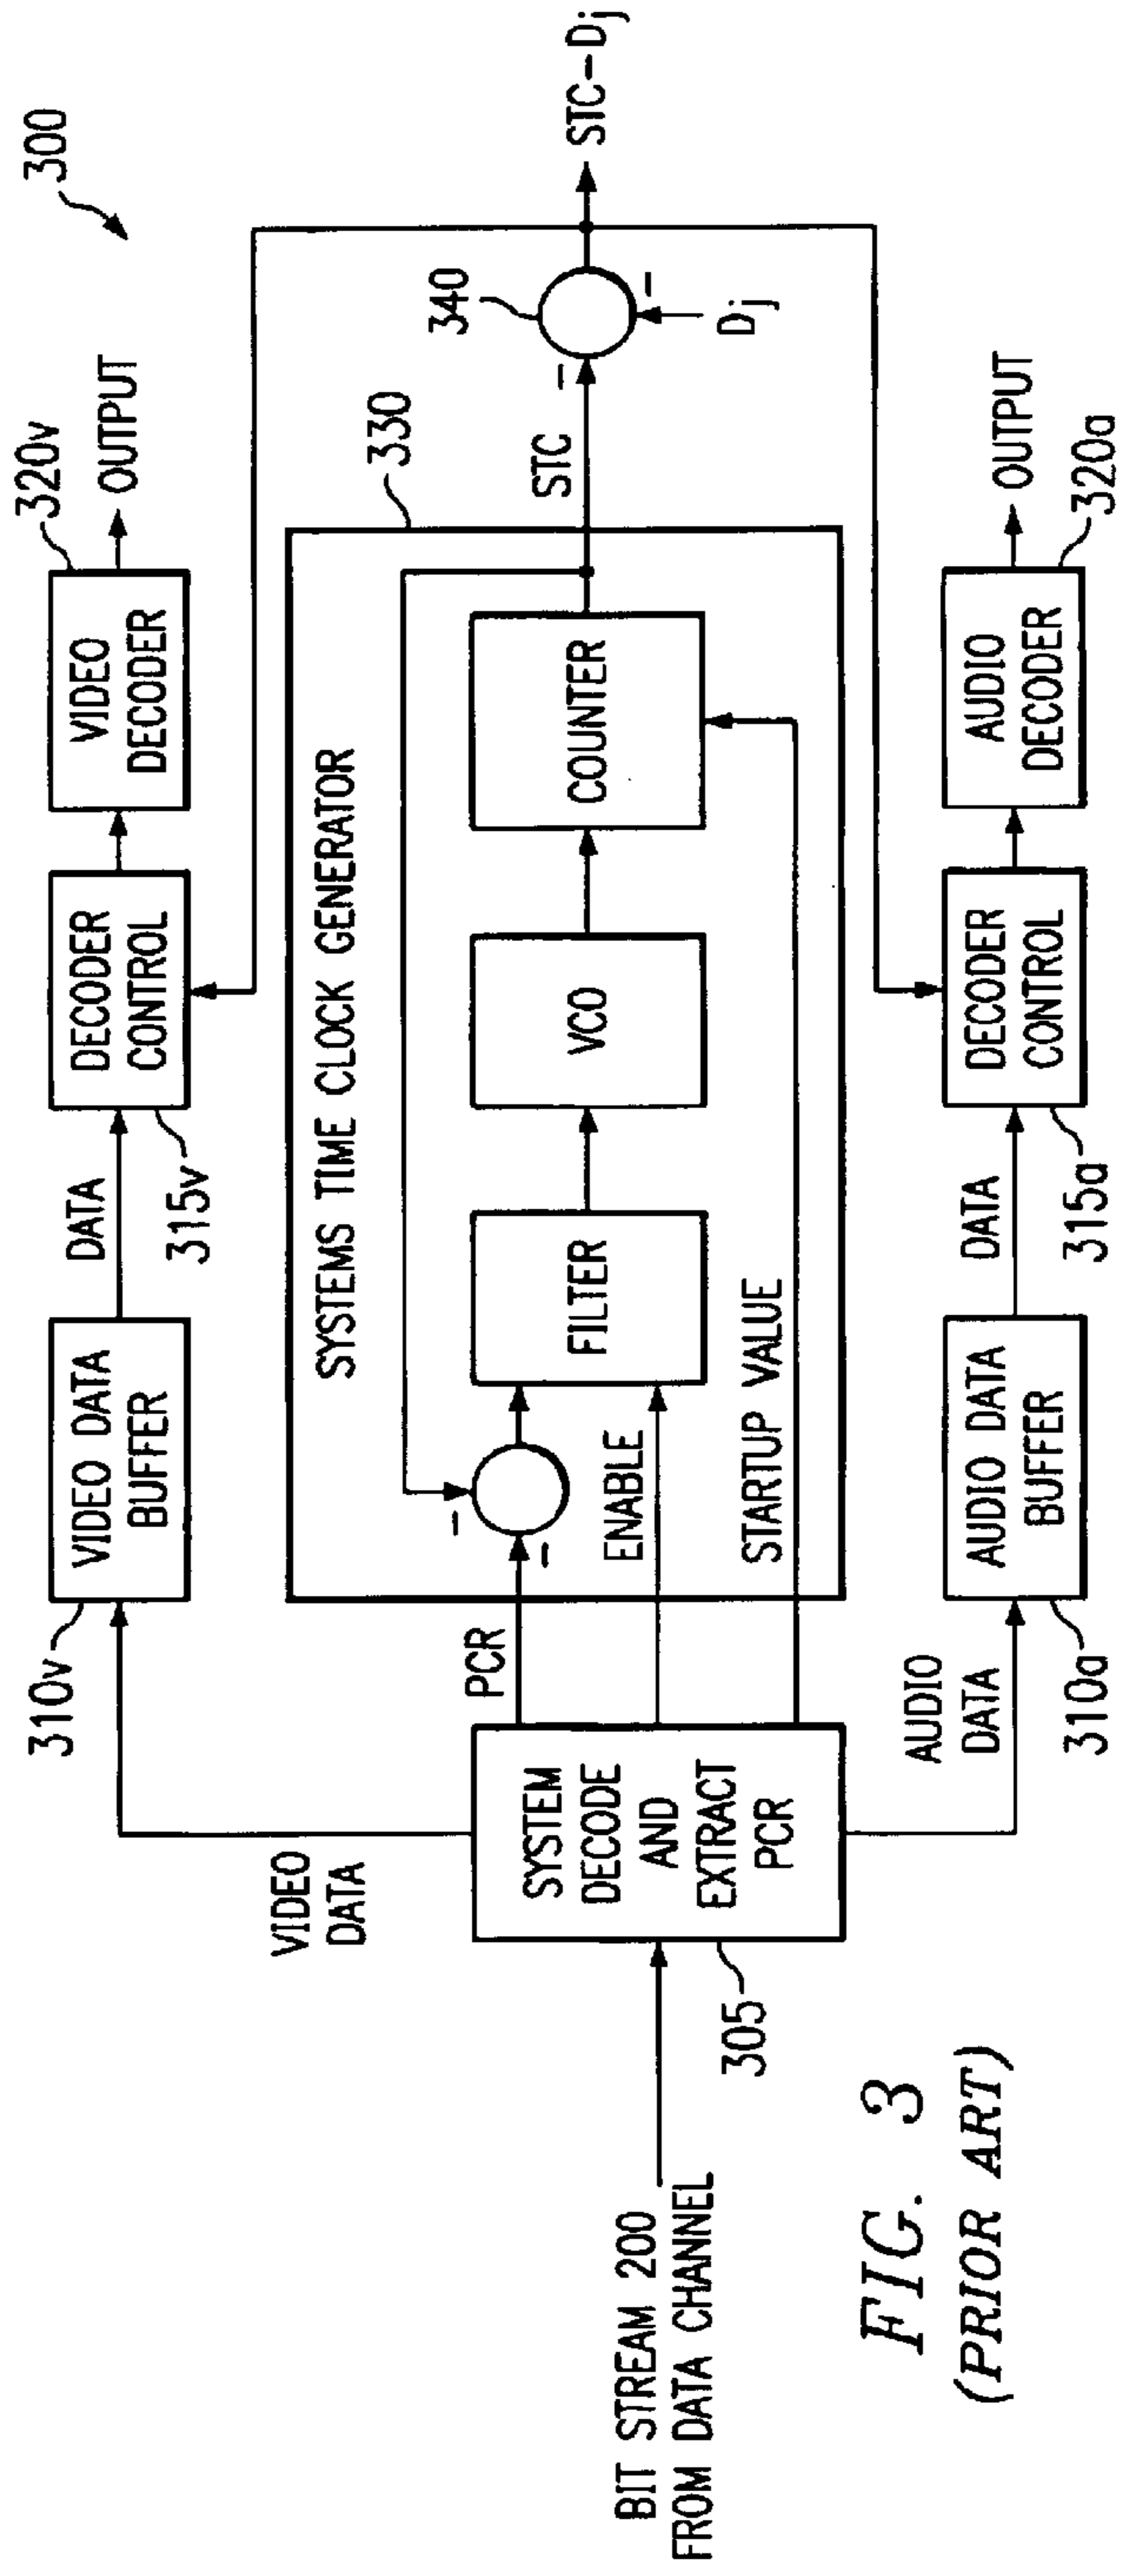 300
320v
VIDEO
DECODER
OUTPUT
DECODER
CONTROL
DATA
315v
VIDEO DATA
BUFFER
310v
VIDEO
DATA
SYSTEMS TIME CLOCK GENERATOR
330
340
STC
STC-Dj
Dj
−
−
COUNTER
VCO
FILTER
−
−
PCR
ENABLE
STARTUP VALUE
SYSTEM
DECODE
AND
EXTRACT
PCR
305
BIT STREAM 200
FROM DATA CHANNEL
AUDIO
DATA
AUDIO DATA
BUFFER
310a
DATA
DECODER
CONTROL
315a
AUDIO
DECODER
320a
OUTPUT
FIG. 3
(PRIOR ART)